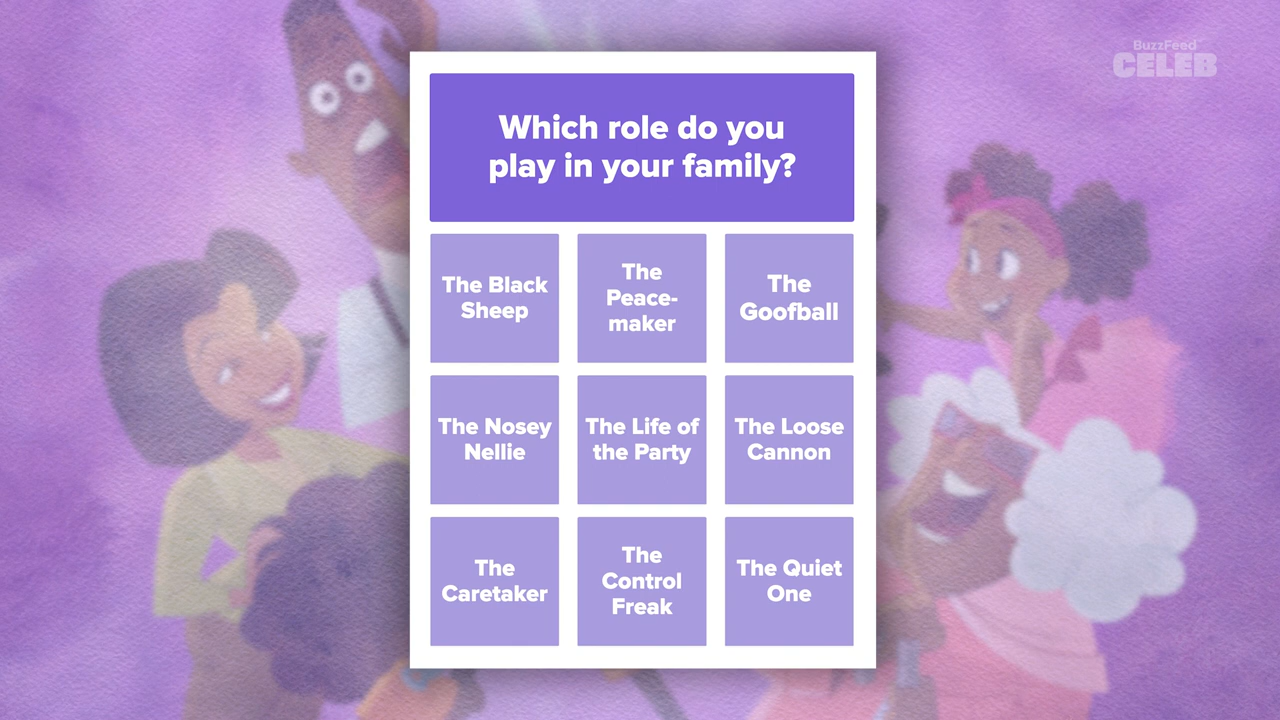 BuzzFeed
CELEB
Which role do you
play in your family?
The Black
Sheep
The
Peace-
maker
The
Goofball
The Nosey
Nellie
The Life of
the Party
The Loose
Cannon
The
Caretaker
The
Control
Freak
The Quiet
One